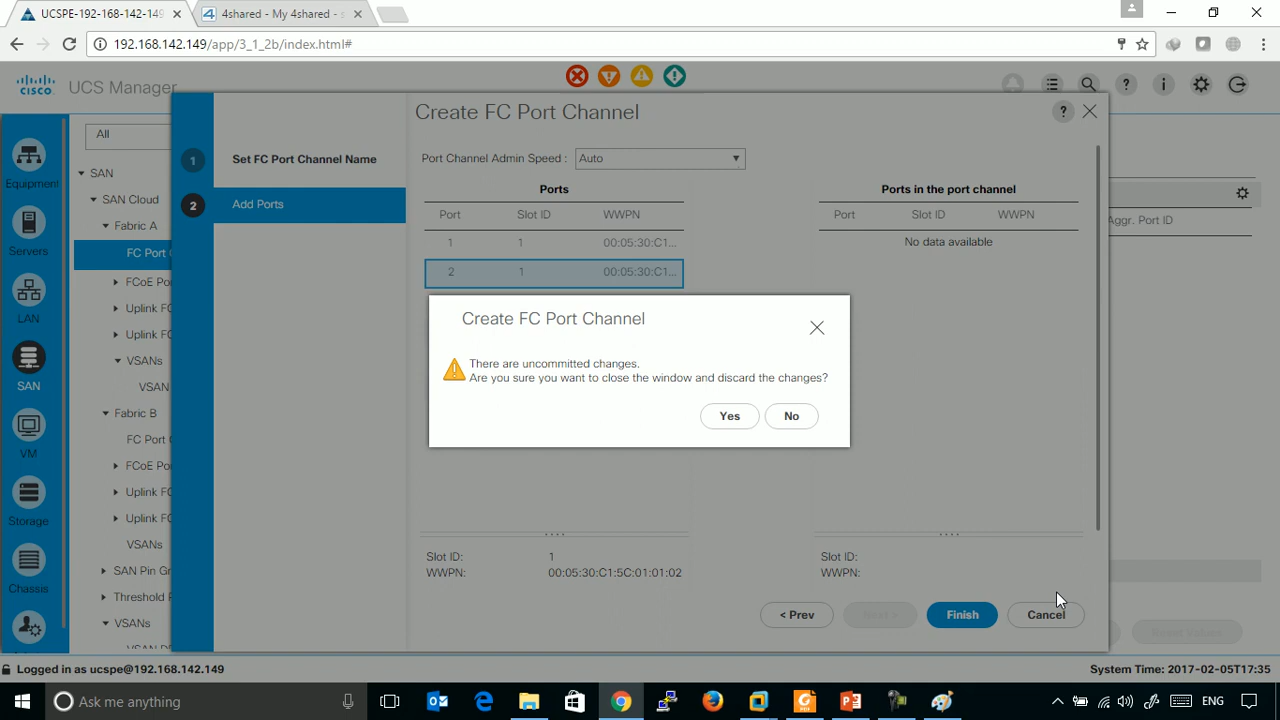 UCSPE-192-168-142-149
4shared - My 4shared - s
192.168.142.149/app/3_1_2b/index.html#
cisco
UCS Manager
Equipment
Servers
LAN
SAN
VM
Storage
Chassis
All
SAN
SAN Cloud
Fabric A
FC Port C
FCoE Po
Uplink FC
Uplink FC
VSANs
VSAN
Fabric B
FC Port C
FCoE Po
Uplink FC
Uplink FC
VSANs
SAN Pin Gr
Threshold P
VSANs
1
Set FC Port Channel Name
2
Add Ports
Create FC Port Channel
?
Port Channel Admin Speed : Auto
Ports
Port Slot ID WWPN
1 1 00:05:30:C1...
2 1 00:05:30:C1...
Ports in the port channel
Port Slot ID WWPN
No data available
Aggr. Port ID
Create FC Port Channel
There are uncommitted changes.
Are you sure you want to close the window and discard the changes?
Yes No
Slot ID: 1
WWPN: 00:05:30:C1:5C:01:01:02
Slot ID:
WWPN:
< Prev Next > Finish Cancel
Logged in as ucspe@192.168.142.149
System Time: 2017-02-05T17:35
Ask me anything
ENG